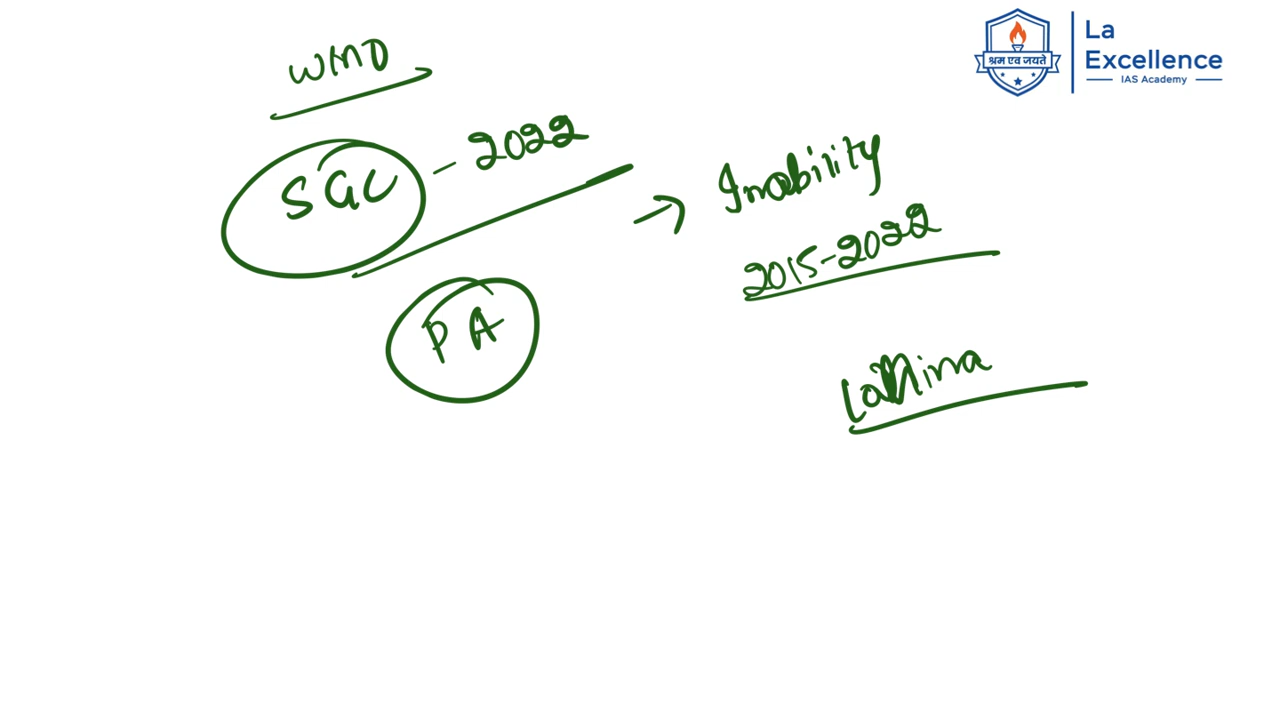 La
Excellence
IAS Academy
श्रम एव जयते
WMO
SGC - 2022
→ Inability
2015-2022
PA
LaNina